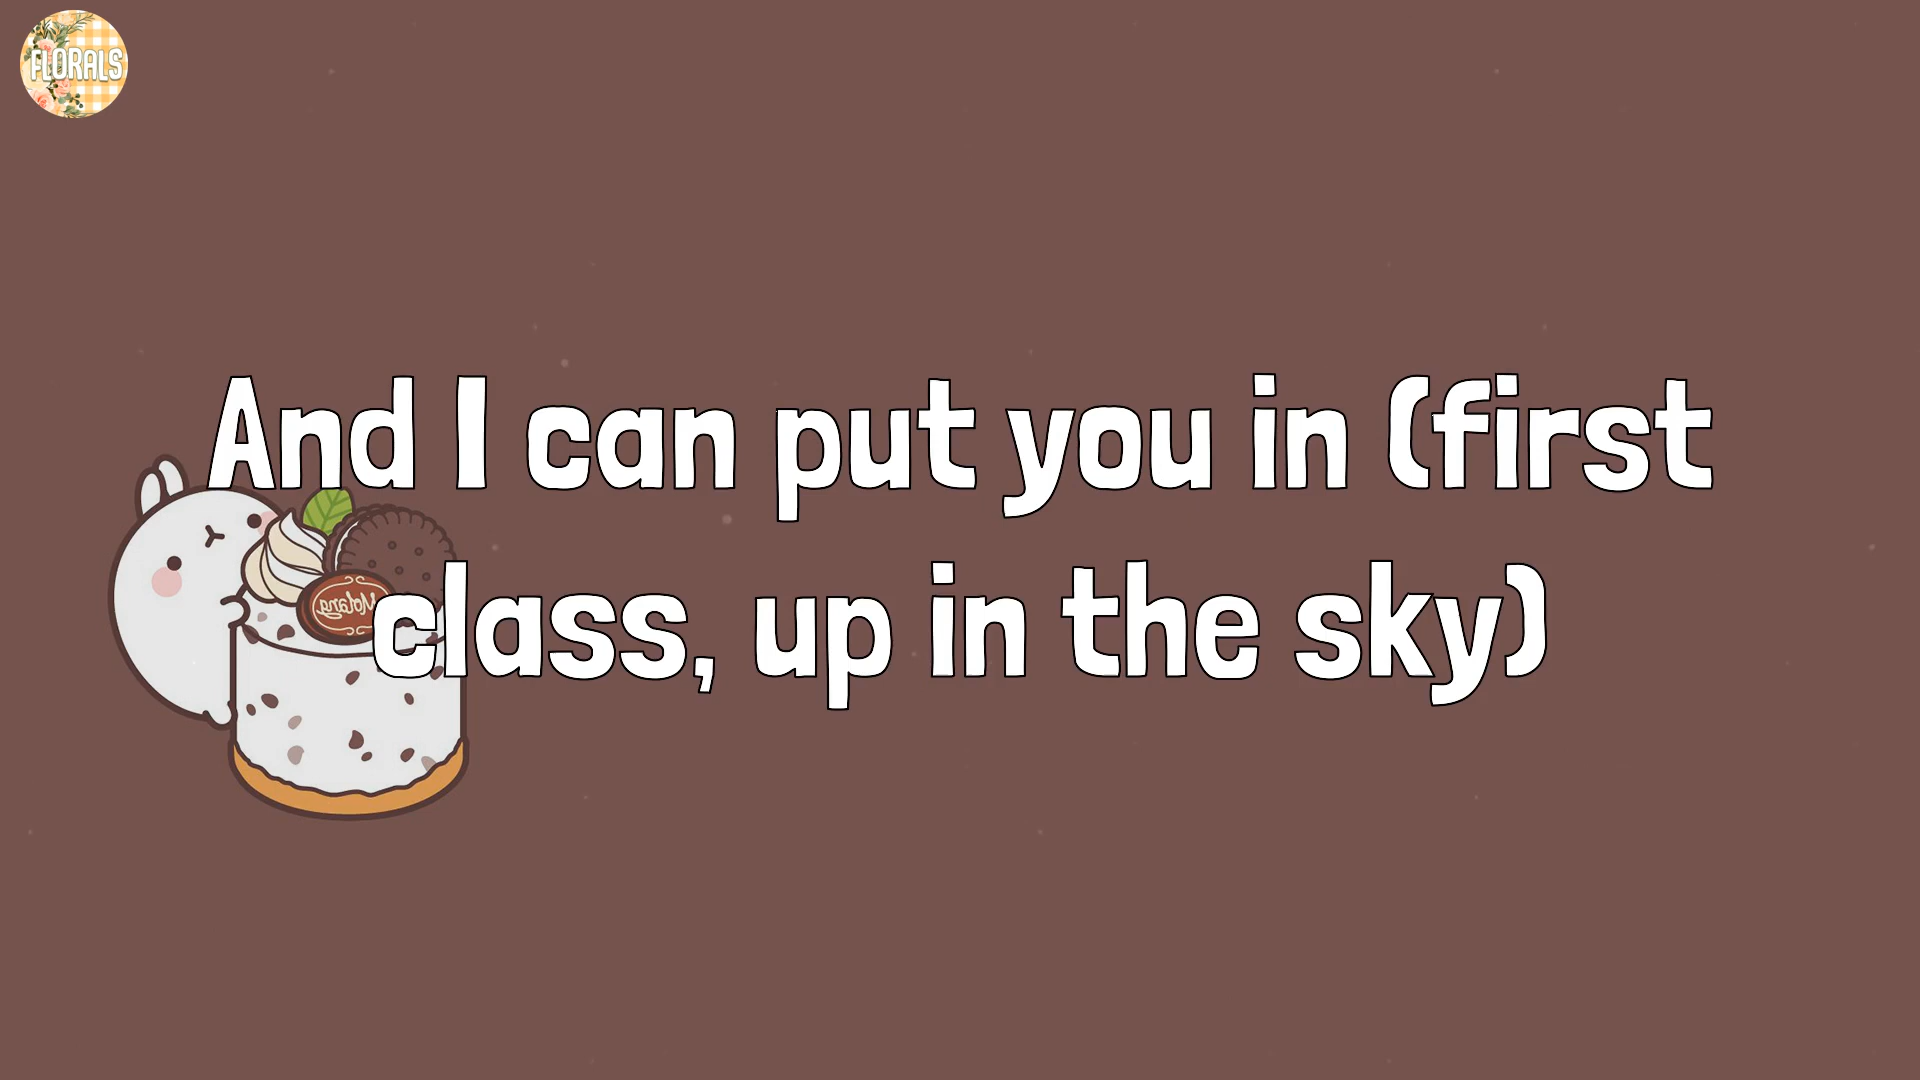 FLORALS
And I can put you in (first
class, up in the sky)
Molang